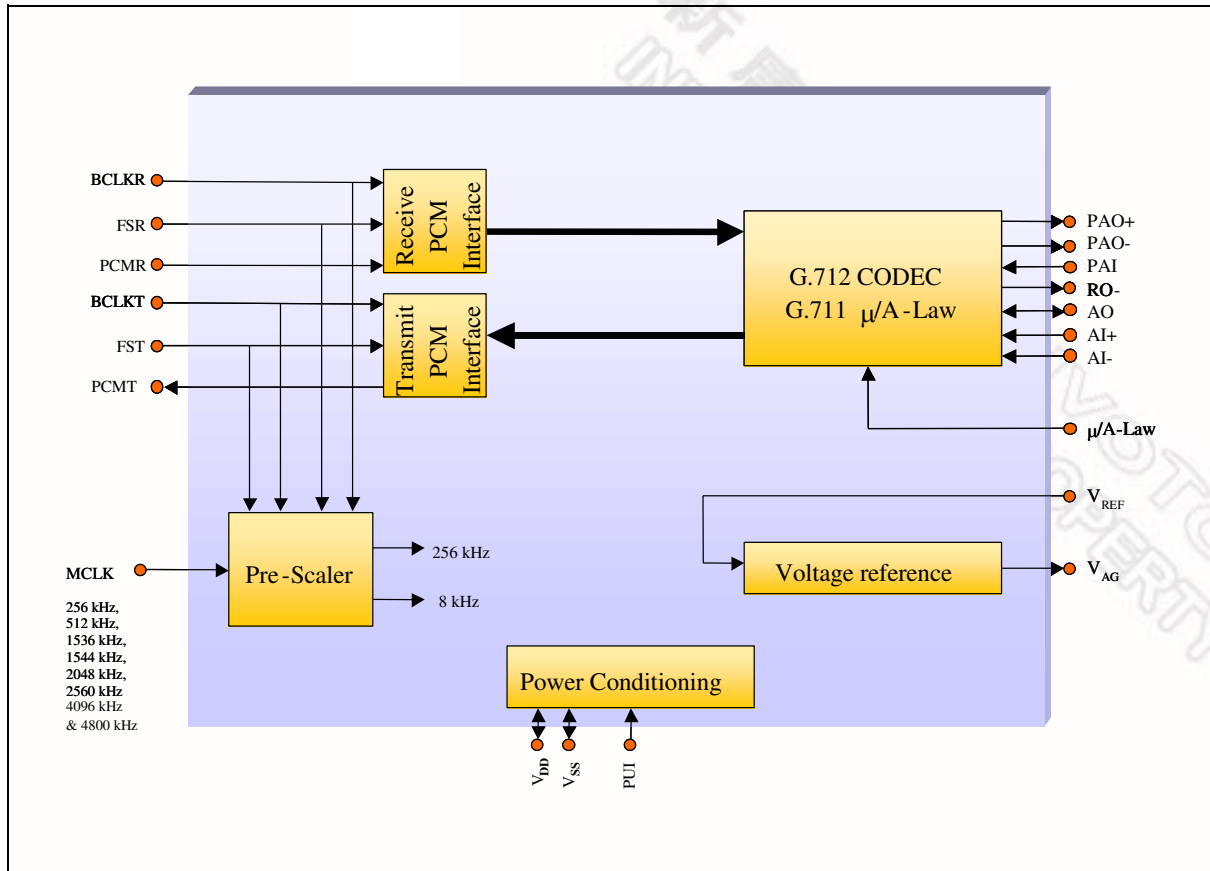 BCLKR
FSR
PCMR
BCLKT
FST
PCMT
Receive
PCM
Interface
Transmit
PCM
Interface
G.712 CODEC
G.711 µ/A-Law
PAO+
PAO-
PAI
RO-
AO
AI+
AI-
µ/A-Law
VREF
VAG
Voltage reference
MCLK
256 kHz,
512 kHz,
1536 kHz,
1544 kHz,
2048 kHz,
2560 kHz
4096 kHz
& 4800 kHz
Pre-Scaler
256 kHz
8 kHz
Power Conditioning
VDD
VSS
PUI